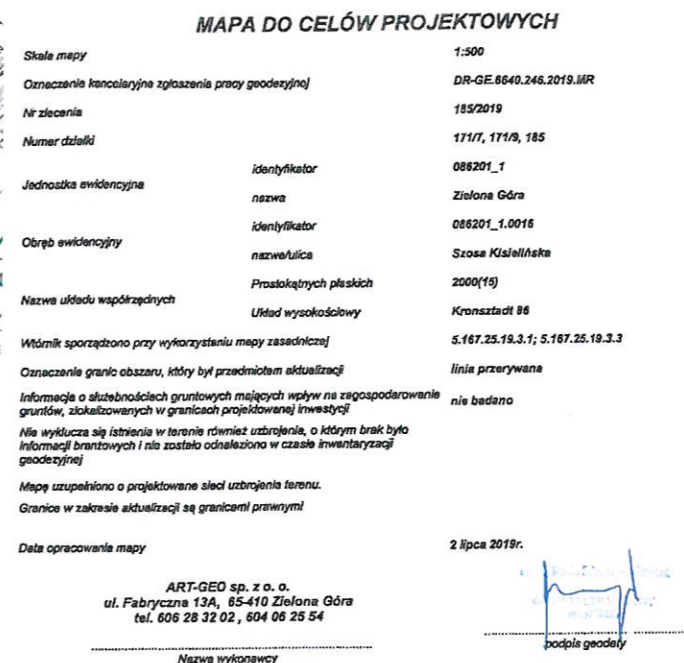 MAPA DO CELÓW PROJEKTOWYCH
Skala mapy 1:500
Oznaczenie kancelaryjne zgłoszenia pracy geodezyjnej DR-GE.6640.246.2019.MR
Nr zlecenia 185/2019
Numer działki 171/7, 171/9, 185
Jednostka ewidencyjna
identyfikator 086201_1
nazwa Zielona Góra
Obręb ewidencyjny
identyfikator 086201_1.0016
nazwa/ulica Szosa Kisielińska
Nazwa układu współrzędnych
Prostokątnych płaskich 2000(15)
Układ wysokościowy Kronsztadt 86
Wtórnik sporządzono przy wykorzystaniu mapy zasadniczej 5.167.25.19.3.1; 5.167.25.19.3.3
Oznaczenie granic obszaru, który był przedmiotem aktualizacji linia przerywana
Informacja o służebnościach gruntowych mających wpływ na zagospodarowanie
gruntów, zlokalizowanych w granicach projektowanej inwestycji nie badano
Nie wyklucza się istnienia w terenie również uzbrojenia, o którym brak było
informacji branżowych i nie zostało odnalezione w czasie inwentaryzacji
geodezyjnej
Mapę uzupełniono o projektowane sieci uzbrojenia terenu.
Granice w zakresie aktualizacji są granicami prawnymi
Data opracowania mapy 2 lipca 2019r.
ART-GEO sp. z o. o.
ul. Fabryczna 13A, 65-410 Zielona Góra
tel. 606 28 32 02 , 604 06 25 54
Nazwa wykonawcy
podpis geodety